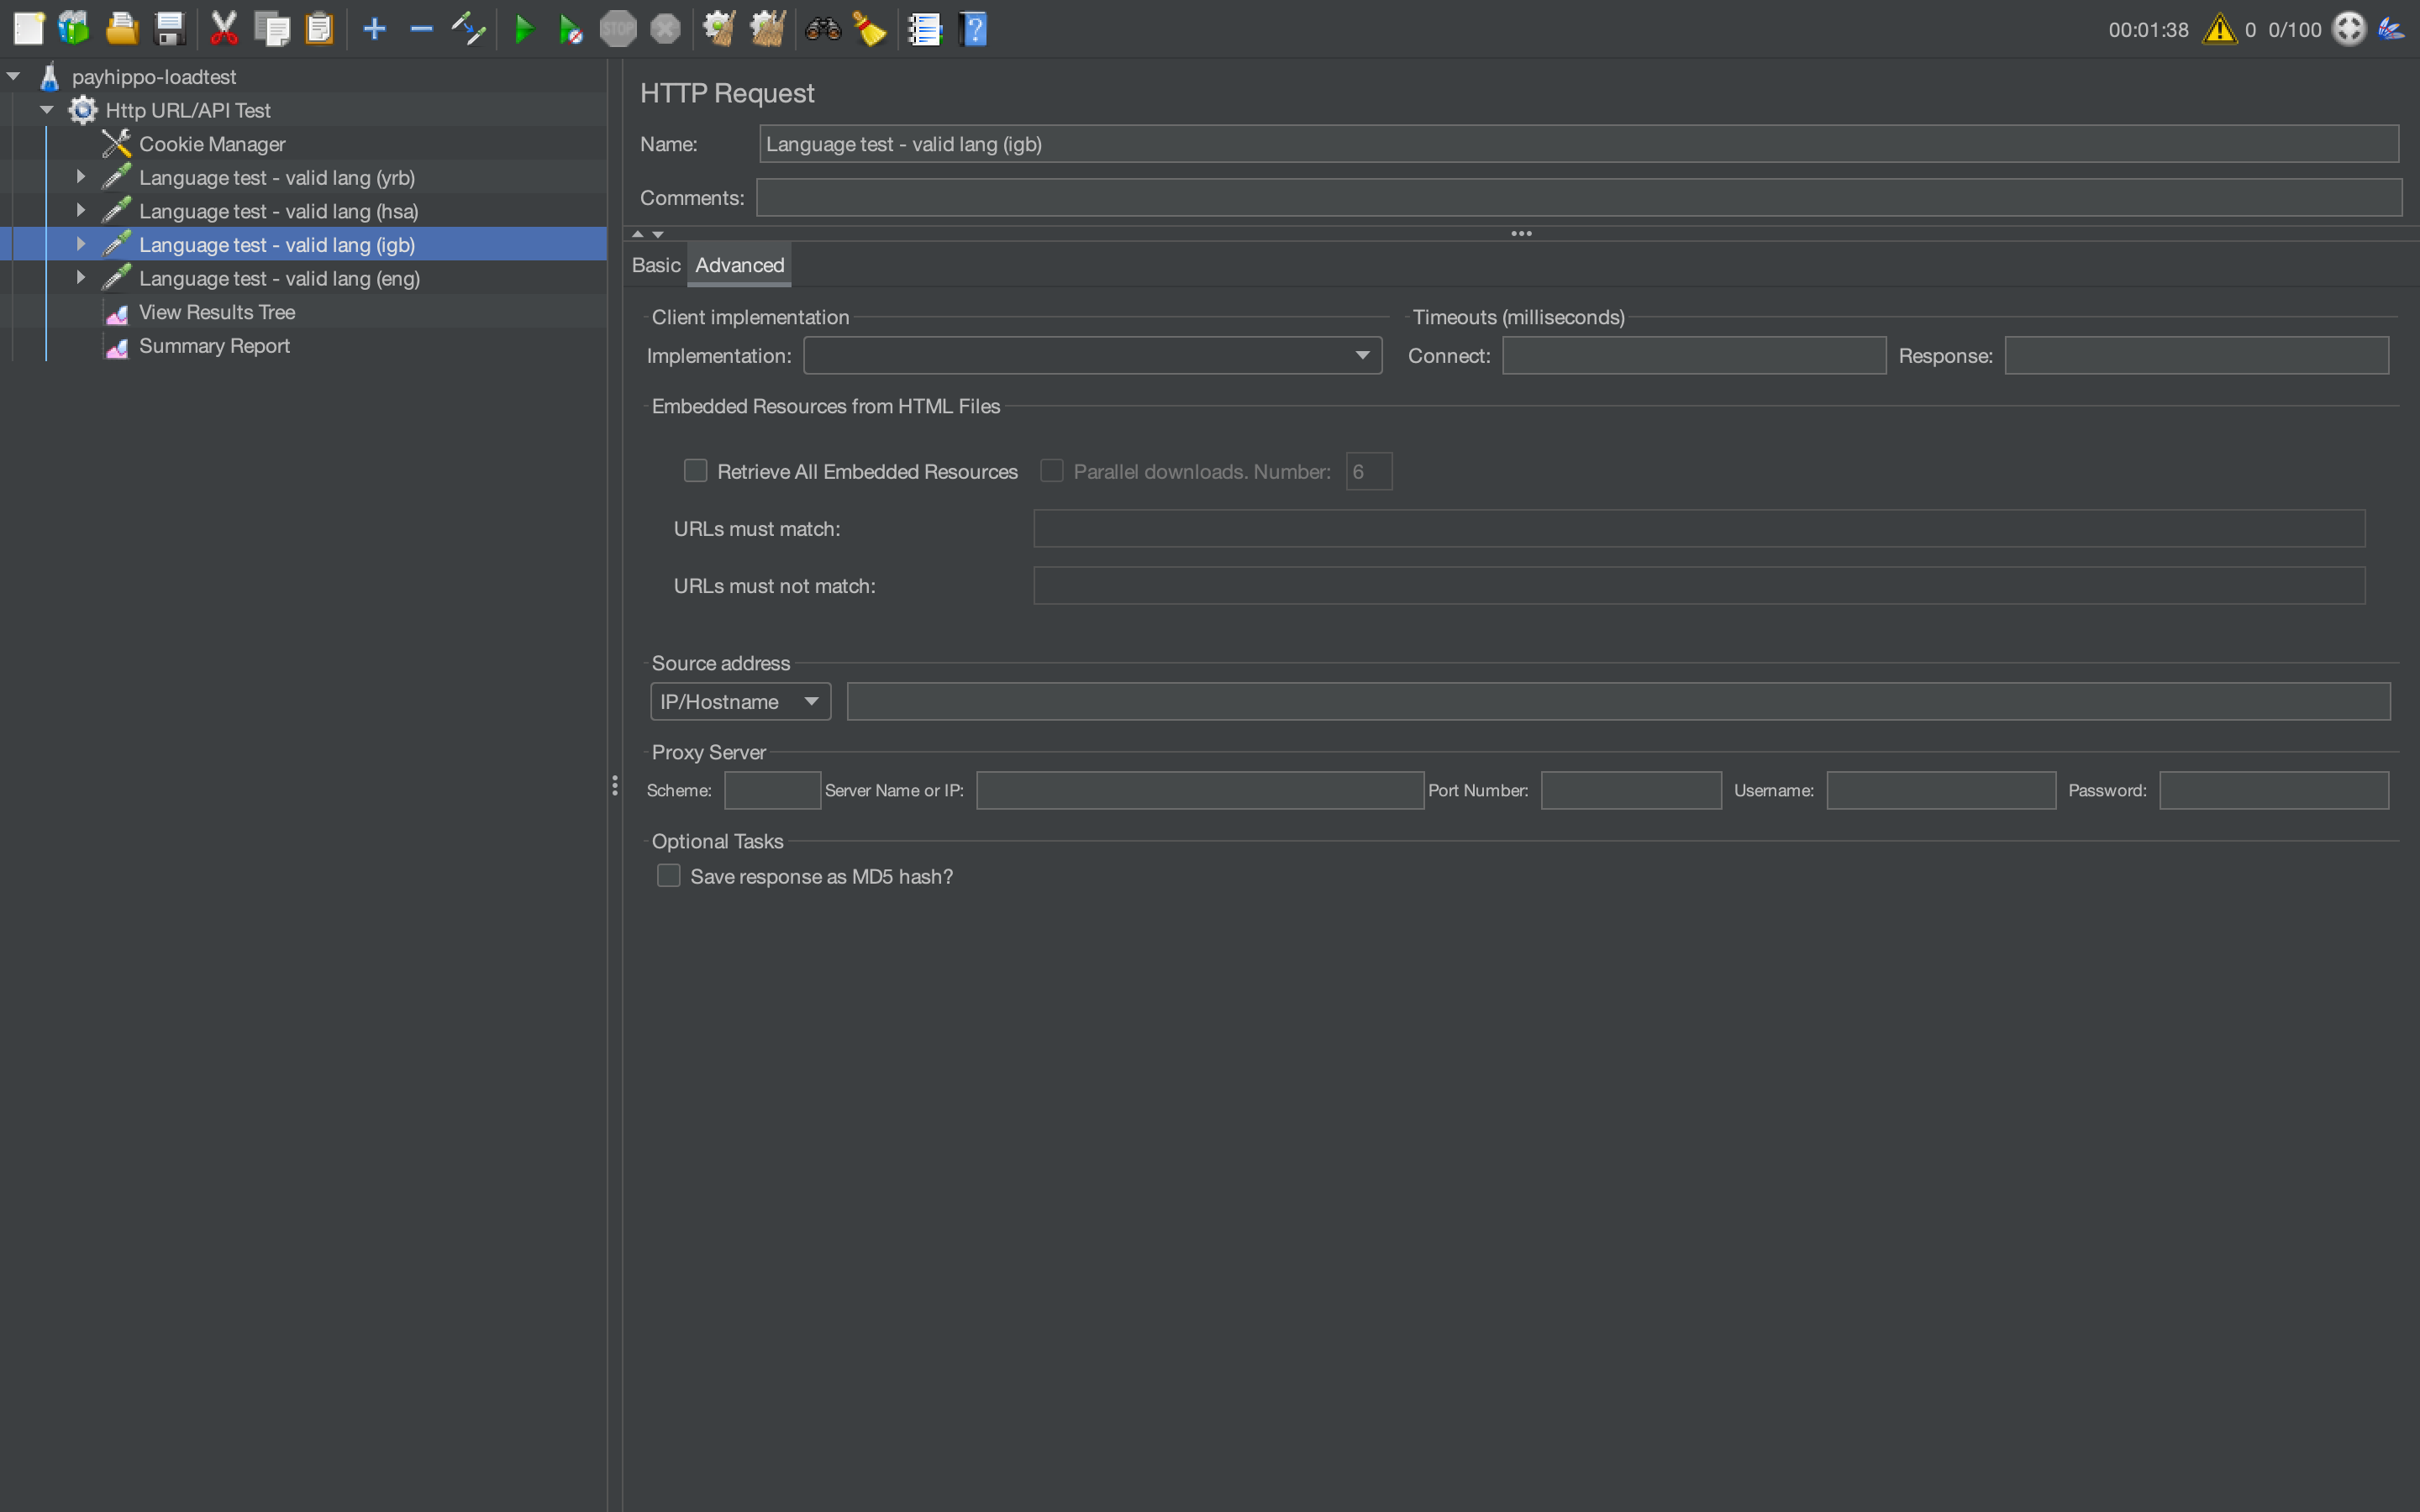 STOP
00:01:38 0 0/100
payhippo-loadtest
Http URL/API Test
Cookie Manager
Language test - valid lang (yrb)
Language test - valid lang (hsa)
Language test - valid lang (igb)
Language test - valid lang (eng)
View Results Tree
Summary Report
HTTP Request
Name: Language test - valid lang (igb)
Comments:
Basic Advanced
Client implementation Timeouts (milliseconds)
Implementation: Connect: Response:
Embedded Resources from HTML Files
Retrieve All Embedded Resources Parallel downloads. Number: 6
URLs must match:
URLs must not match:
Source address
IP/Hostname
Proxy Server
Scheme: Server Name or IP: Port Number: Username: Password:
Optional Tasks
Save response as MD5 hash?